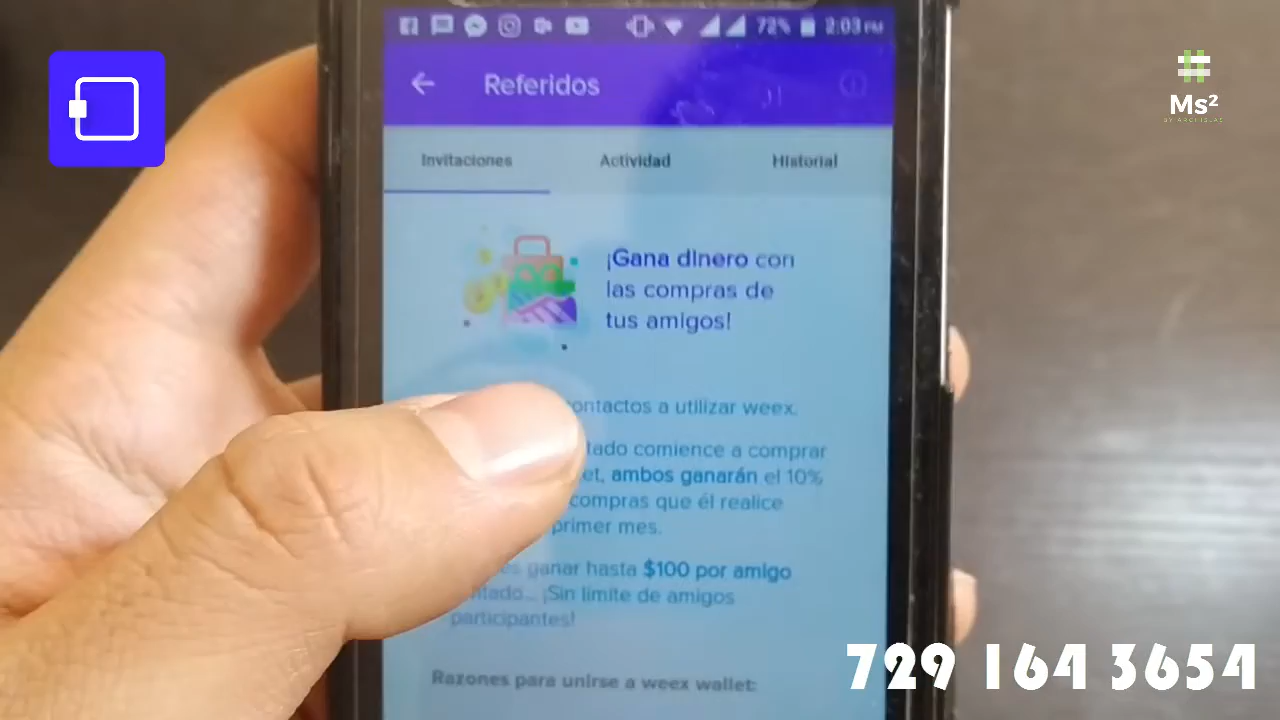 72% 2:03 PM
Referidos
Invitaciones Actividad Historial
¡Gana dinero con
las compras de
tus amigos!
contactos a utilizar weex.
comience a comprar
ambos ganarán el 10%
compras que él realice
primer mes.
ganar hasta $100 por amigo
¡Sin límite de amigos
participantes!
Razones para unirse a weex wallet:
Ms²
BY ARCHISLAS
729 164 3654